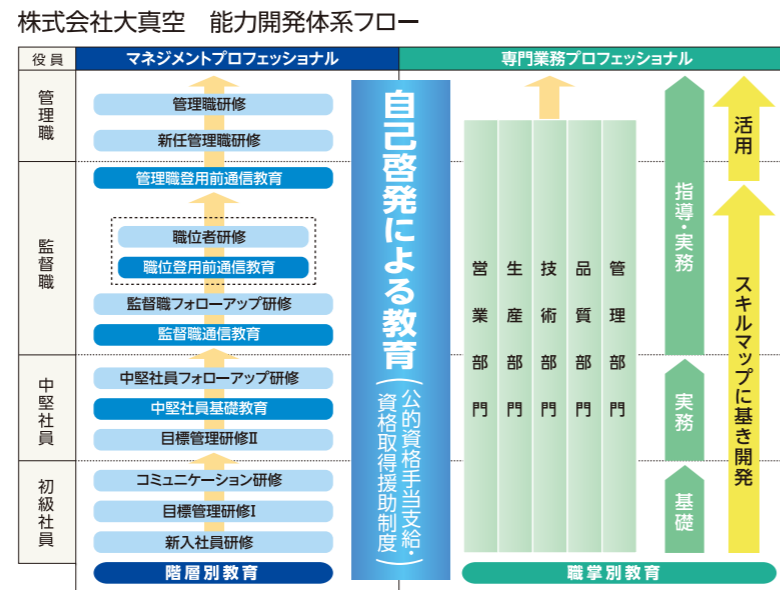 株式会社大真空　能力開発体系フロー
役員
マネジメントプロフェッショナル
専門業務プロフェッショナル
管理職
管理職研修
新任管理職研修
監督職
管理職登用前通信教育
職位者研修
職位登用前通信教育
監督職フォローアップ研修
監督職通信教育
中堅社員
中堅社員フォローアップ研修
中堅社員基礎教育
目標管理研修Ⅱ
初級社員
コミュニケーション研修
目標管理研修Ⅰ
新入社員研修
階層別教育
自己啓発による教育
(公的資格手当支給・
資格取得援助制度)
営業部門
生産部門
技術部門
品質部門
管理部門
指導・実務
実務
基礎
活用
スキルマップに基き開発
職掌別教育